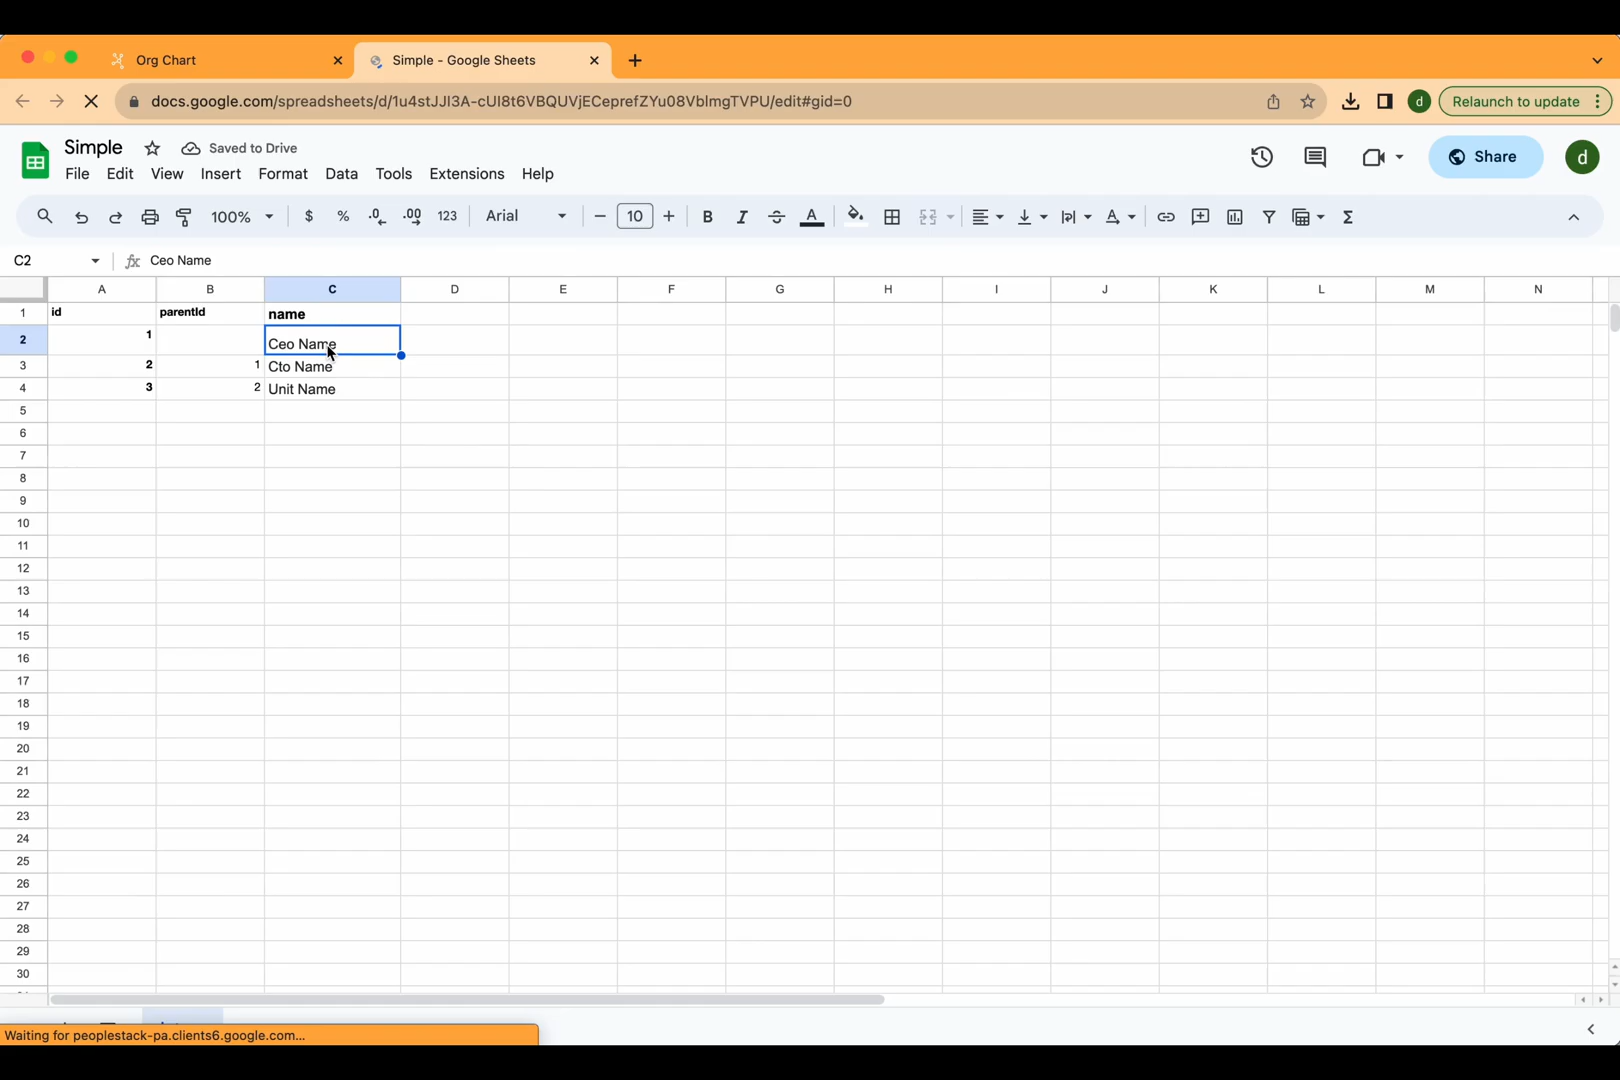 Org Chart
Simple - Google Sheets
docs.google.com/spreadsheets/d/1u4stJJI3A-cUI8t6VBQUVjECeprefZYu08VblmgTVPU/edit#gid=0
d
Relaunch to update
Simple
Saved to Drive
File Edit View Insert Format Data Tools Extensions Help
Share
d
100% $ % .0 .00 123 Arial 10 B I S A A Σ
C2 fx Ceo Name
A B C D E F G H I J K L M N
1 id parentId name
2 1 Ceo Name
3 2 1 Cto Name
4 3 2 Unit Name
5
6
7
8
9
10
11
12
13
14
15
16
17
18
19
20
21
22
23
24
25
26
27
28
29
30
Waiting for peoplestack-pa.clients6.google.com...